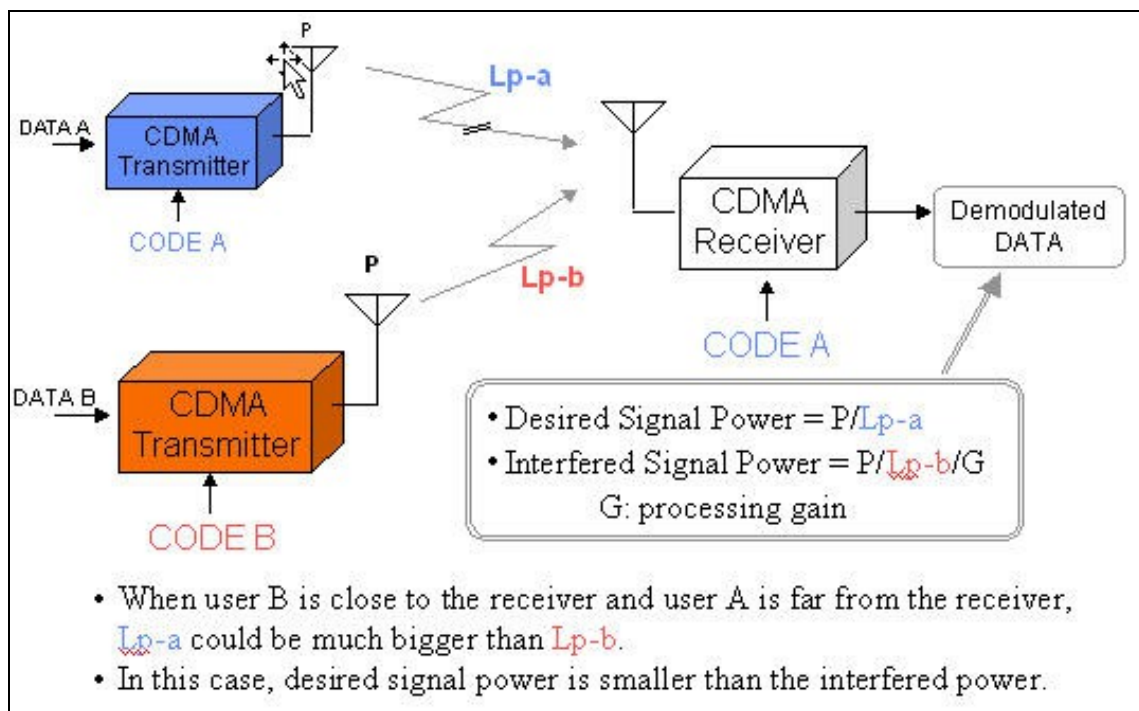 P
Lp-a
DATA A
CDMA
Transmitter
CODE A
CDMA
Receiver
Demodulated
DATA
CODE A
P
Lp-b
DATA B
CDMA
Transmitter
CODE B
• Desired Signal Power = P/Lp-a
• Interfered Signal Power = P/Lp-b/G
G: processing gain
• When user B is close to the receiver and user A is far from the receiver,
Lp-a could be much bigger than Lp-b.
• In this case, desired signal power is smaller than the interfered power.